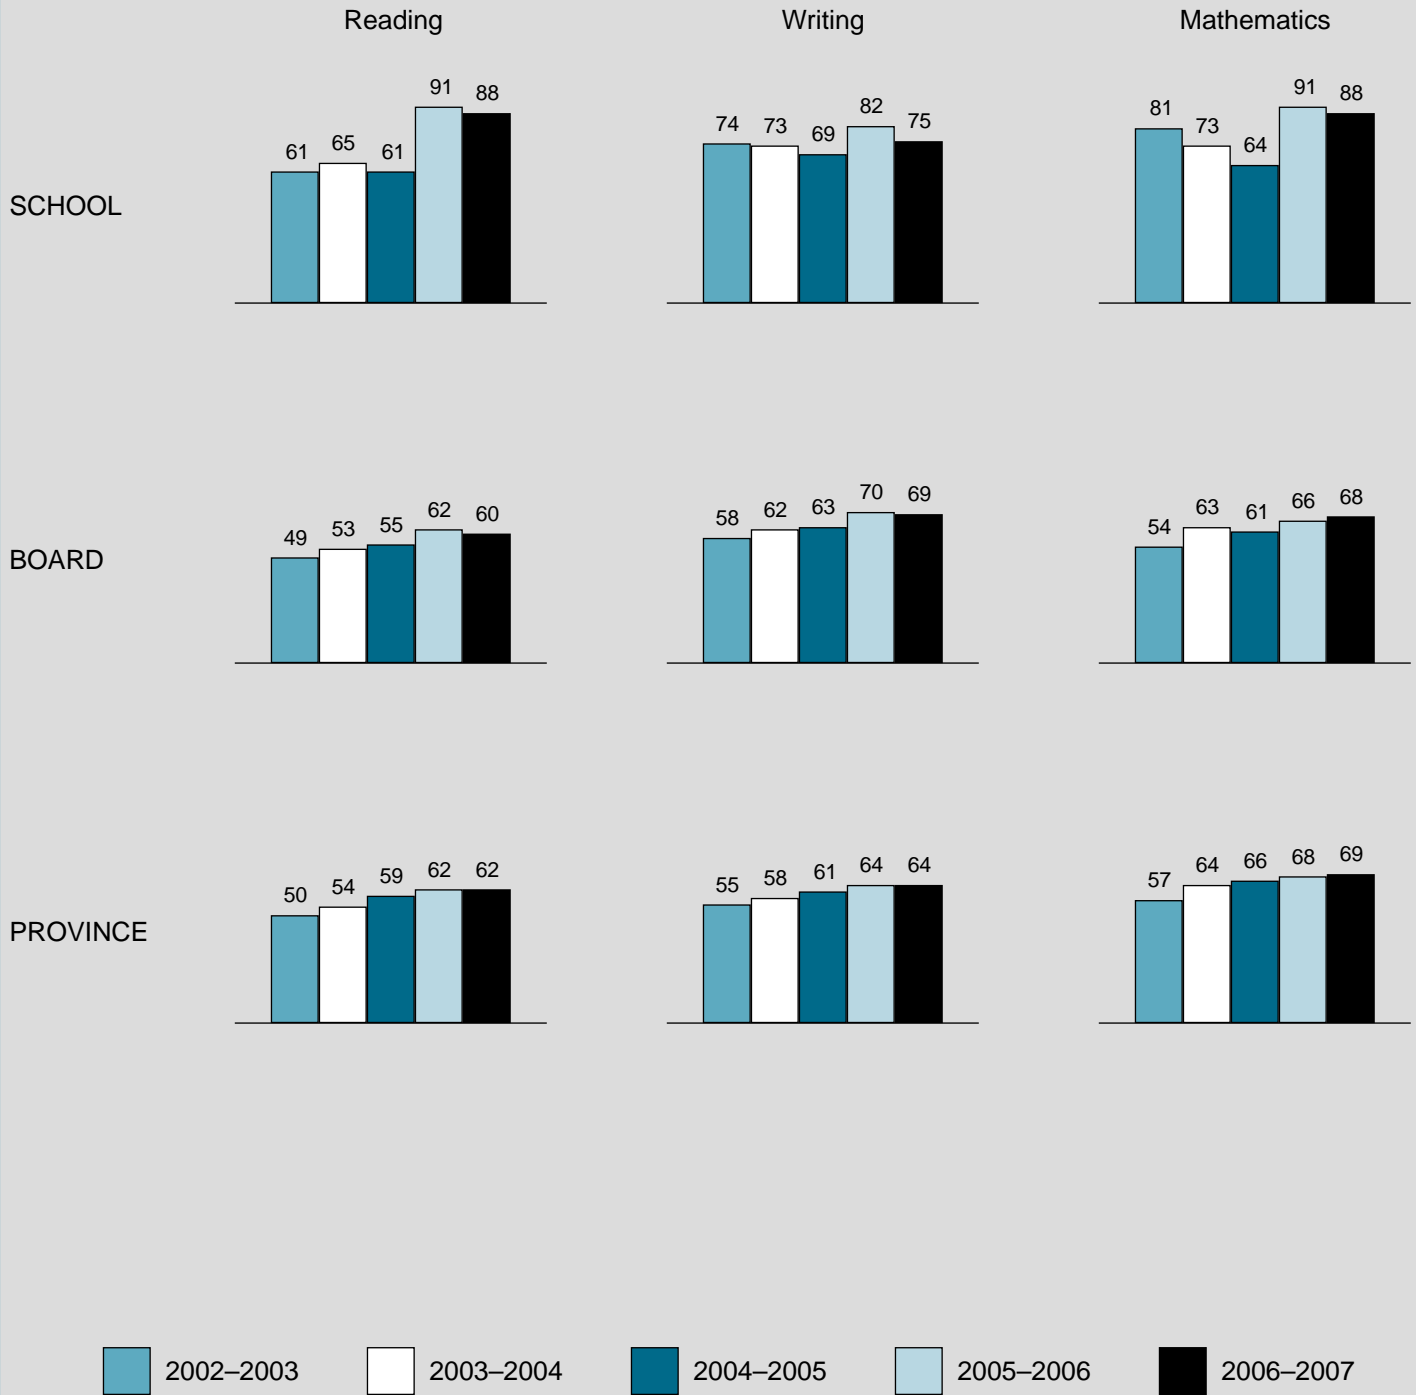 Reading Writing Mathematics
SCHOOL
61 65 61 91 88
74 73 69 82 75
81 73 64 91 88
BOARD
49 53 55 62 60
58 62 63 70 69
54 63 61 66 68
PROVINCE
50 54 59 62 62
55 58 61 64 64
57 64 66 68 69
2002–2003 2003–2004 2004–2005 2005–2006 2006–2007